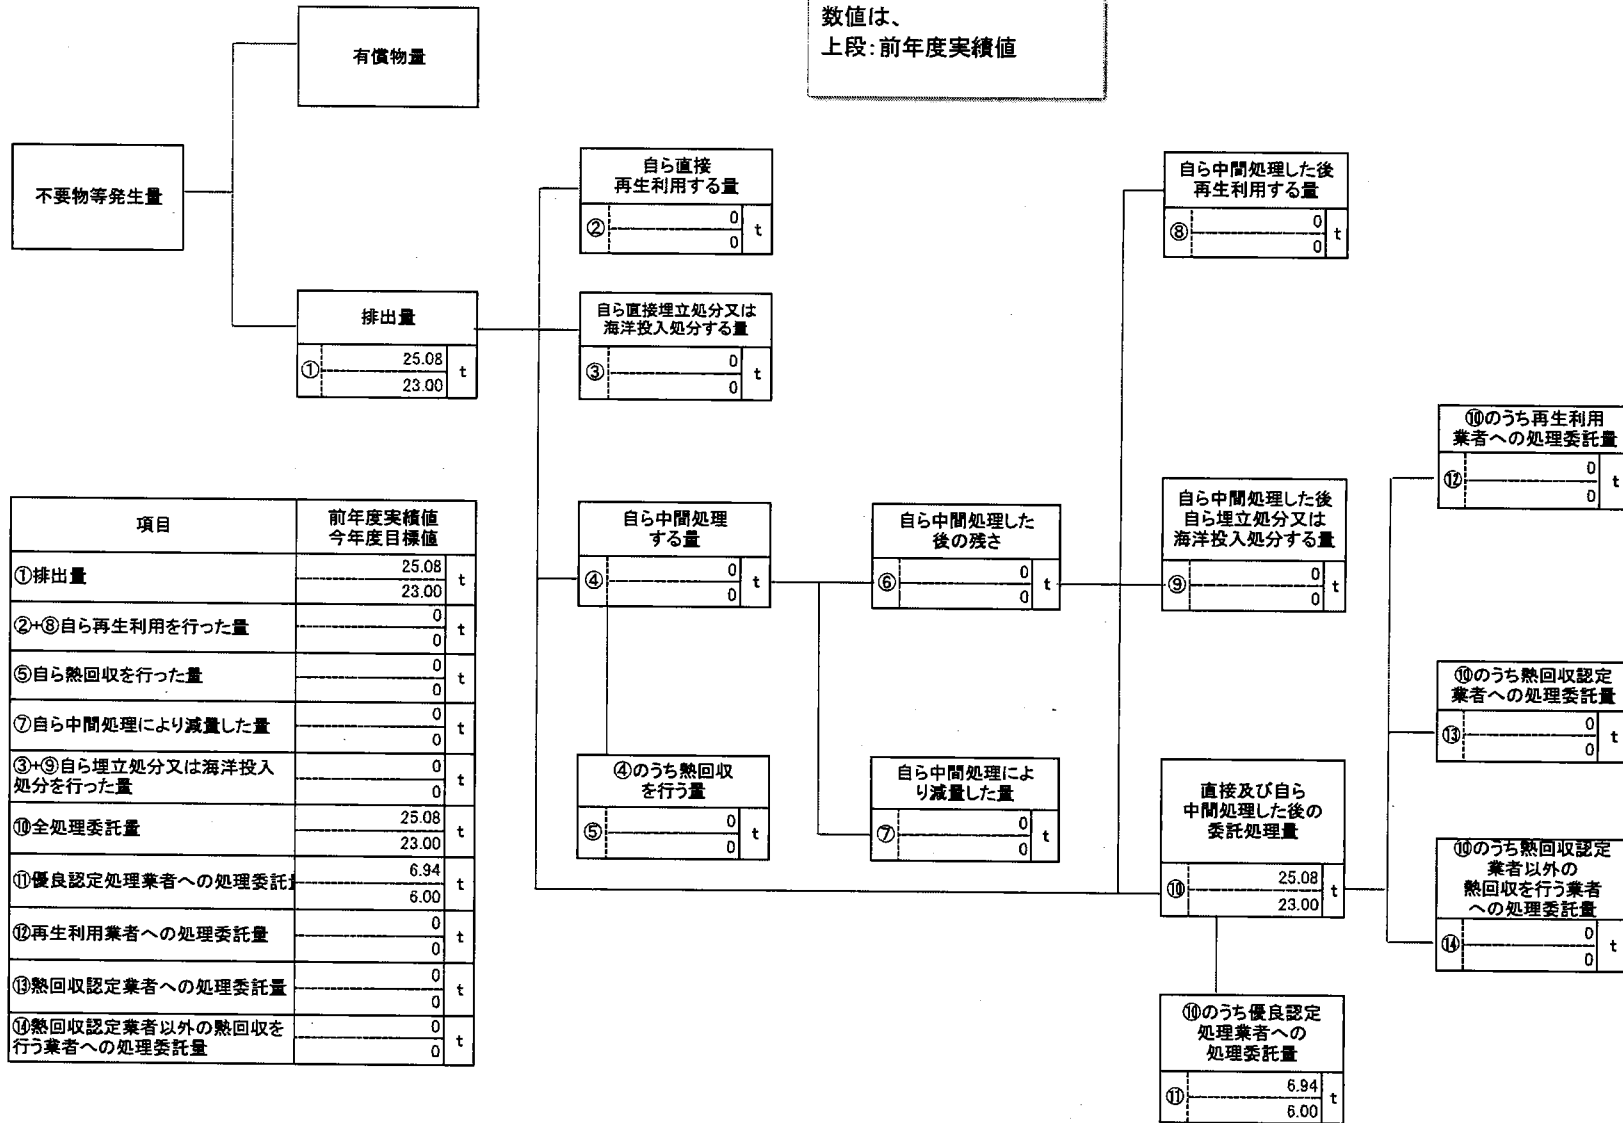 数値は、
上段:前年度実績値
有償物量
不要物等発生量
排出量
① 25.08 t
23.00
自ら直接
再生利用する量
② 0 t
0
自ら直接埋立処分又は
海洋投入処分する量
③ 0 t
0
自ら中間処理
する量
④ 0 t
0
④のうち熱回収
を行う量
⑤ 0 t
0
自ら中間処理した
後の残さ
⑥ 0 t
0
自ら中間処理によ
り減量した量
⑦ 0 t
0
自ら中間処理した後
再生利用する量
⑧ 0 t
0
自ら中間処理した後
自ら埋立処分又は
海洋投入処分する量
⑨ 0 t
0
直接及び自ら
中間処理した後の
委託処理量
⑩ 25.08 t
23.00
⑩のうち優良認定
処理業者への
処理委託量
⑪ 6.94 t
6.00
⑩のうち再生利用
業者への処理委託量
⑫ 0 t
0
⑩のうち熱回収認定
業者への処理委託量
⑬ 0 t
0
⑩のうち熱回収認定
業者以外の
熱回収を行う業者
への処理委託量
⑭ 0 t
0
項目 前年度実績値
今年度目標値
①排出量 25.08 t
23.00
②+⑧自ら再生利用を行った量 0 t
0
⑤自ら熱回収を行った量 0 t
0
⑦自ら中間処理により減量した量 0 t
0
③+⑨自ら埋立処分又は海洋投入
処分を行った量 0 t
0
⑩全処理委託量 25.08 t
23.00
⑪優良認定処理業者への処理委託 6.94 t
6.00
⑫再生利用業者への処理委託量 0 t
0
⑬熱回収認定業者への処理委託量 0 t
0
⑭熱回収認定業者以外の熱回収を
行う業者への処理委託量 0 t
0